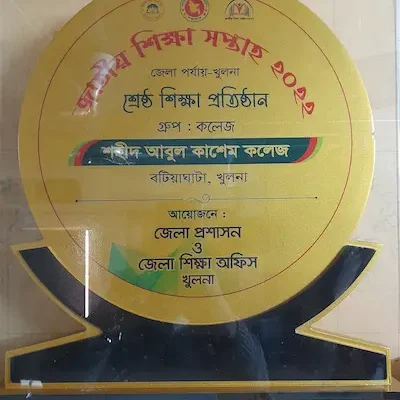 জাতীয় শিক্ষা সপ্তাহ ২০২২
জেলা পর্যায়-খুলনা
শ্রেষ্ঠ শিক্ষা প্রতিষ্ঠান
গ্রুপ : কলেজ
শহীদ আবুল কাশেম কলেজ
বটিয়াঘাটা, খুলনা
আয়োজনে :
জেলা প্রশাসন
ও
জেলা শিক্ষা অফিস
খুলনা